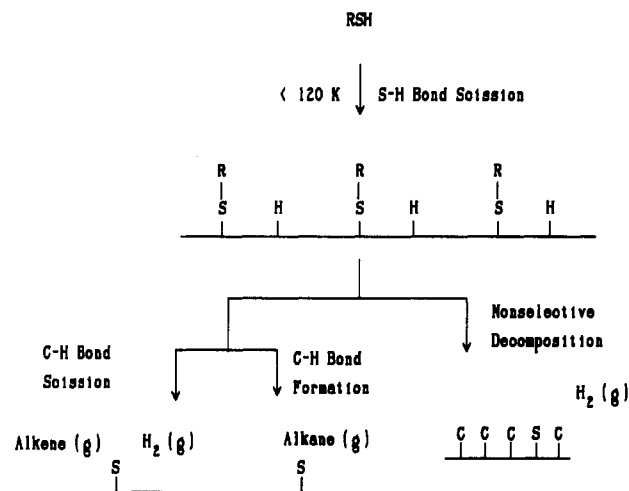 RSH
< 120 K S-H Bond Scission
R R R
S H S H S H
Nonselective
Decomposition
C-H Bond
Scission
C-H Bond
Formation
H2 (g)
Alkene (g) H2 (g) Alkane (g)
C C C S C
S S